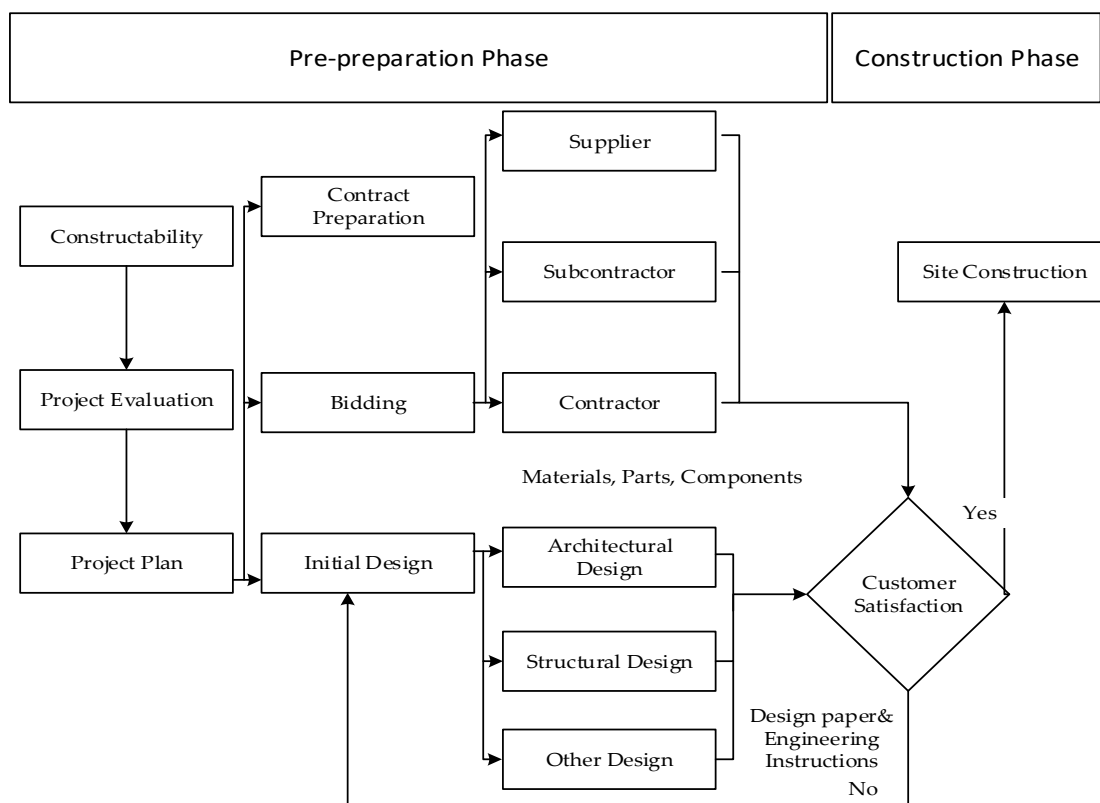 Pre-preparation Phase
Construction Phase
Supplier
Contract
Preparation
Constructability
Subcontractor
Site Construction
Project Evaluation
Bidding
Contractor
Materials, Parts, Components
Yes
Project Plan
Initial Design
Architectural
Design
Customer
Satisfaction
Structural Design
Design paper&
Engineering
Instructions
Other Design
No